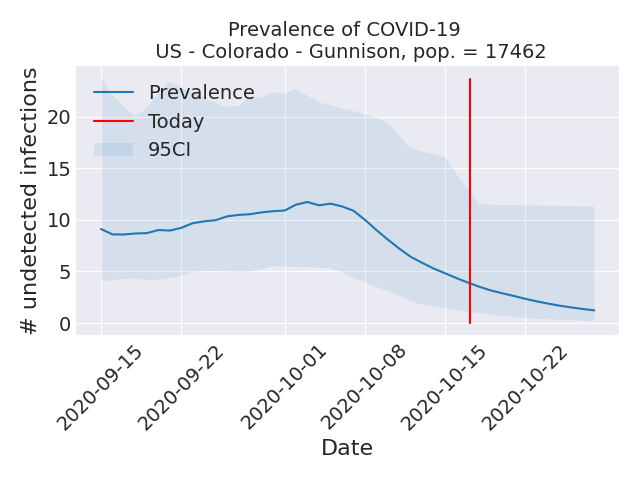 Prevalence of COVID-19
US - Colorado - Gunnison, pop. = 17462
# undetected infections
20
15
10
5
0
Prevalence
Today
95CI
2020-09-15
2020-09-22
2020-10-01
2020-10-08
2020-10-15
2020-10-22
Date